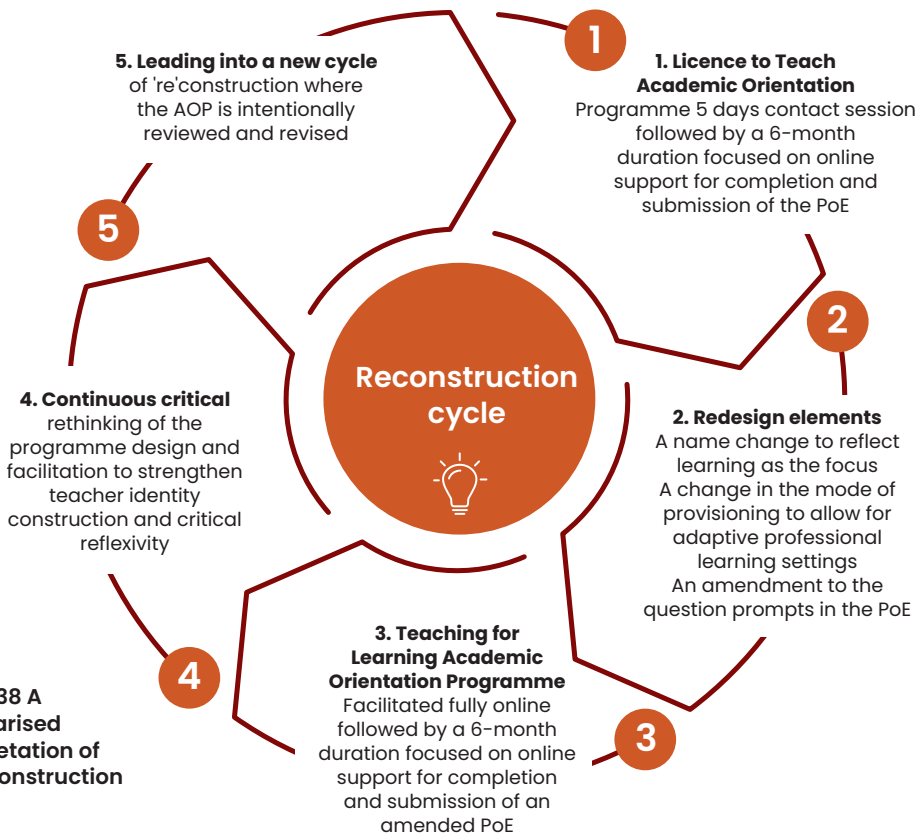 1
1. Licence to Teach
Academic Orientation
Programme 5 days contact session
followed by a 6-month
duration focused on online
support for completion and
submission of the PoE
2
2. Redesign elements
A name change to reflect
learning as the focus
A change in the mode of
provisioning to allow for
adaptive professional
learning settings
An amendment to the
question prompts in the PoE
3
3. Teaching for
Learning Academic
Orientation Programme
Facilitated fully online
followed by a 6-month
duration focused on online
support for completion
and submission of an
amended PoE
4
4. Continuous critical
rethinking of the
programme design and
facilitation to strengthen
teacher identity
construction and critical
reflexivity
5
5. Leading into a new cycle
of 're'construction where
the AOP is intentionally
reviewed and revised
Reconstruction
cycle
38 A
arised
etation of
onstruction